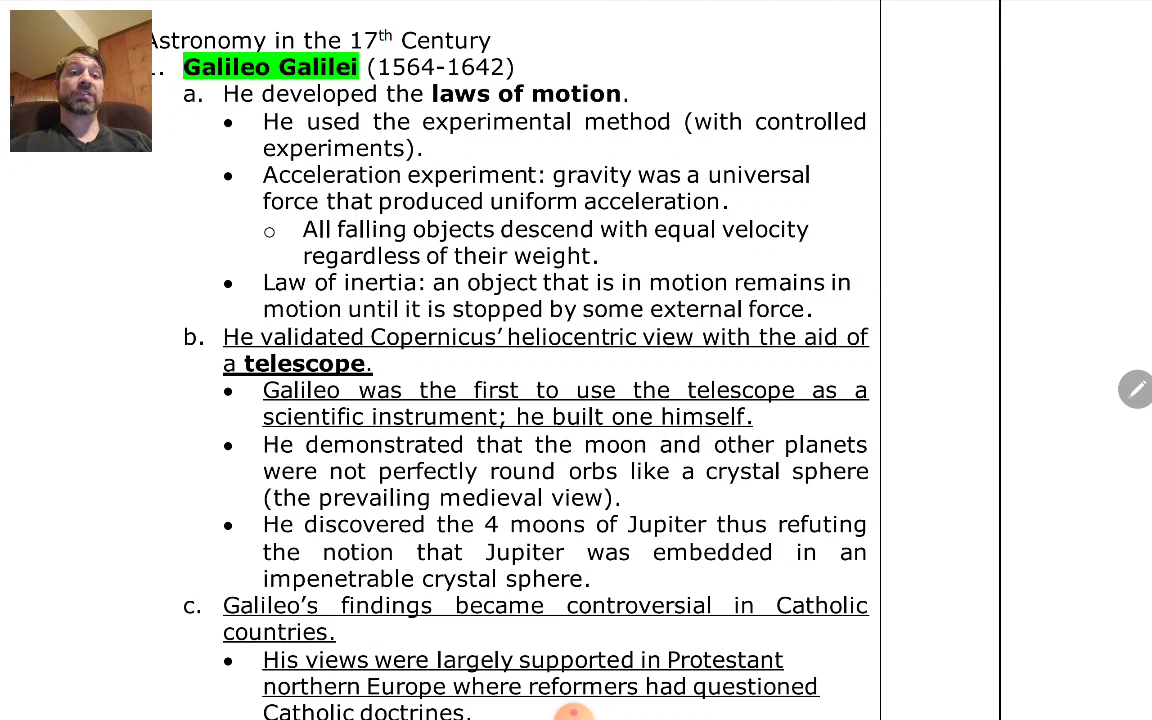 Astronomy in the 17th Century
. Galileo Galilei (1564-1642)
a. He developed the laws of motion.
• He used the experimental method (with controlled
experiments).
• Acceleration experiment: gravity was a universal
force that produced uniform acceleration.
o All falling objects descend with equal velocity
regardless of their weight.
• Law of inertia: an object that is in motion remains in
motion until it is stopped by some external force.
b. He validated Copernicus’ heliocentric view with the aid of
a telescope.
• Galileo was the first to use the telescope as a
scientific instrument; he built one himself.
• He demonstrated that the moon and other planets
were not perfectly round orbs like a crystal sphere
(the prevailing medieval view).
• He discovered the 4 moons of Jupiter thus refuting
the notion that Jupiter was embedded in an
impenetrable crystal sphere.
c. Galileo’s findings became controversial in Catholic
countries.
• His views were largely supported in Protestant
northern Europe where reformers had questioned
Catholic doctrines.